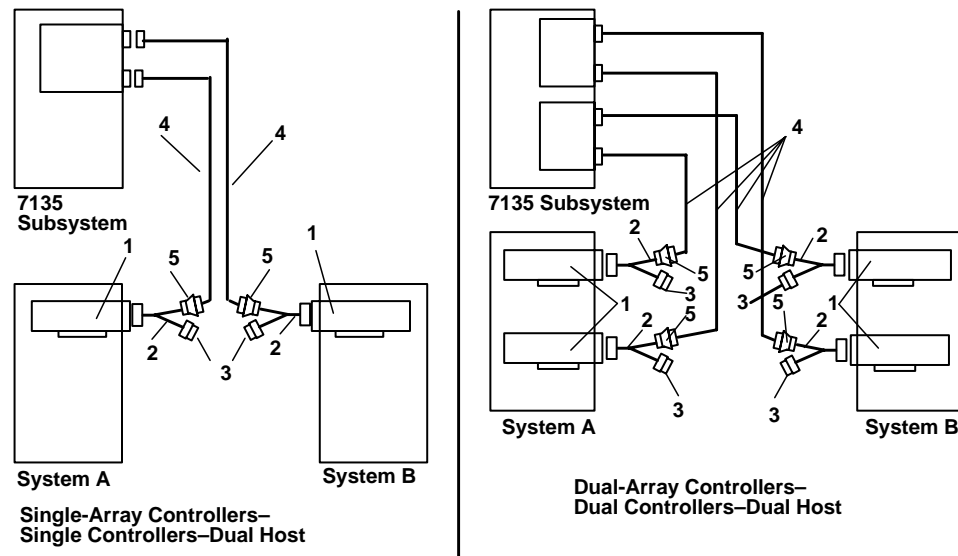 4
4
7135
Subsystem
1
5
5
1
2
3
2
System A
System B
Single-Array Controllers–
Single Controllers–Dual Host
4
7135 Subsystem
2
2
5
5
3
3
1
1
5
5
2
2
3
3
System A
System B
Dual-Array Controllers–
Dual Controllers–Dual Host